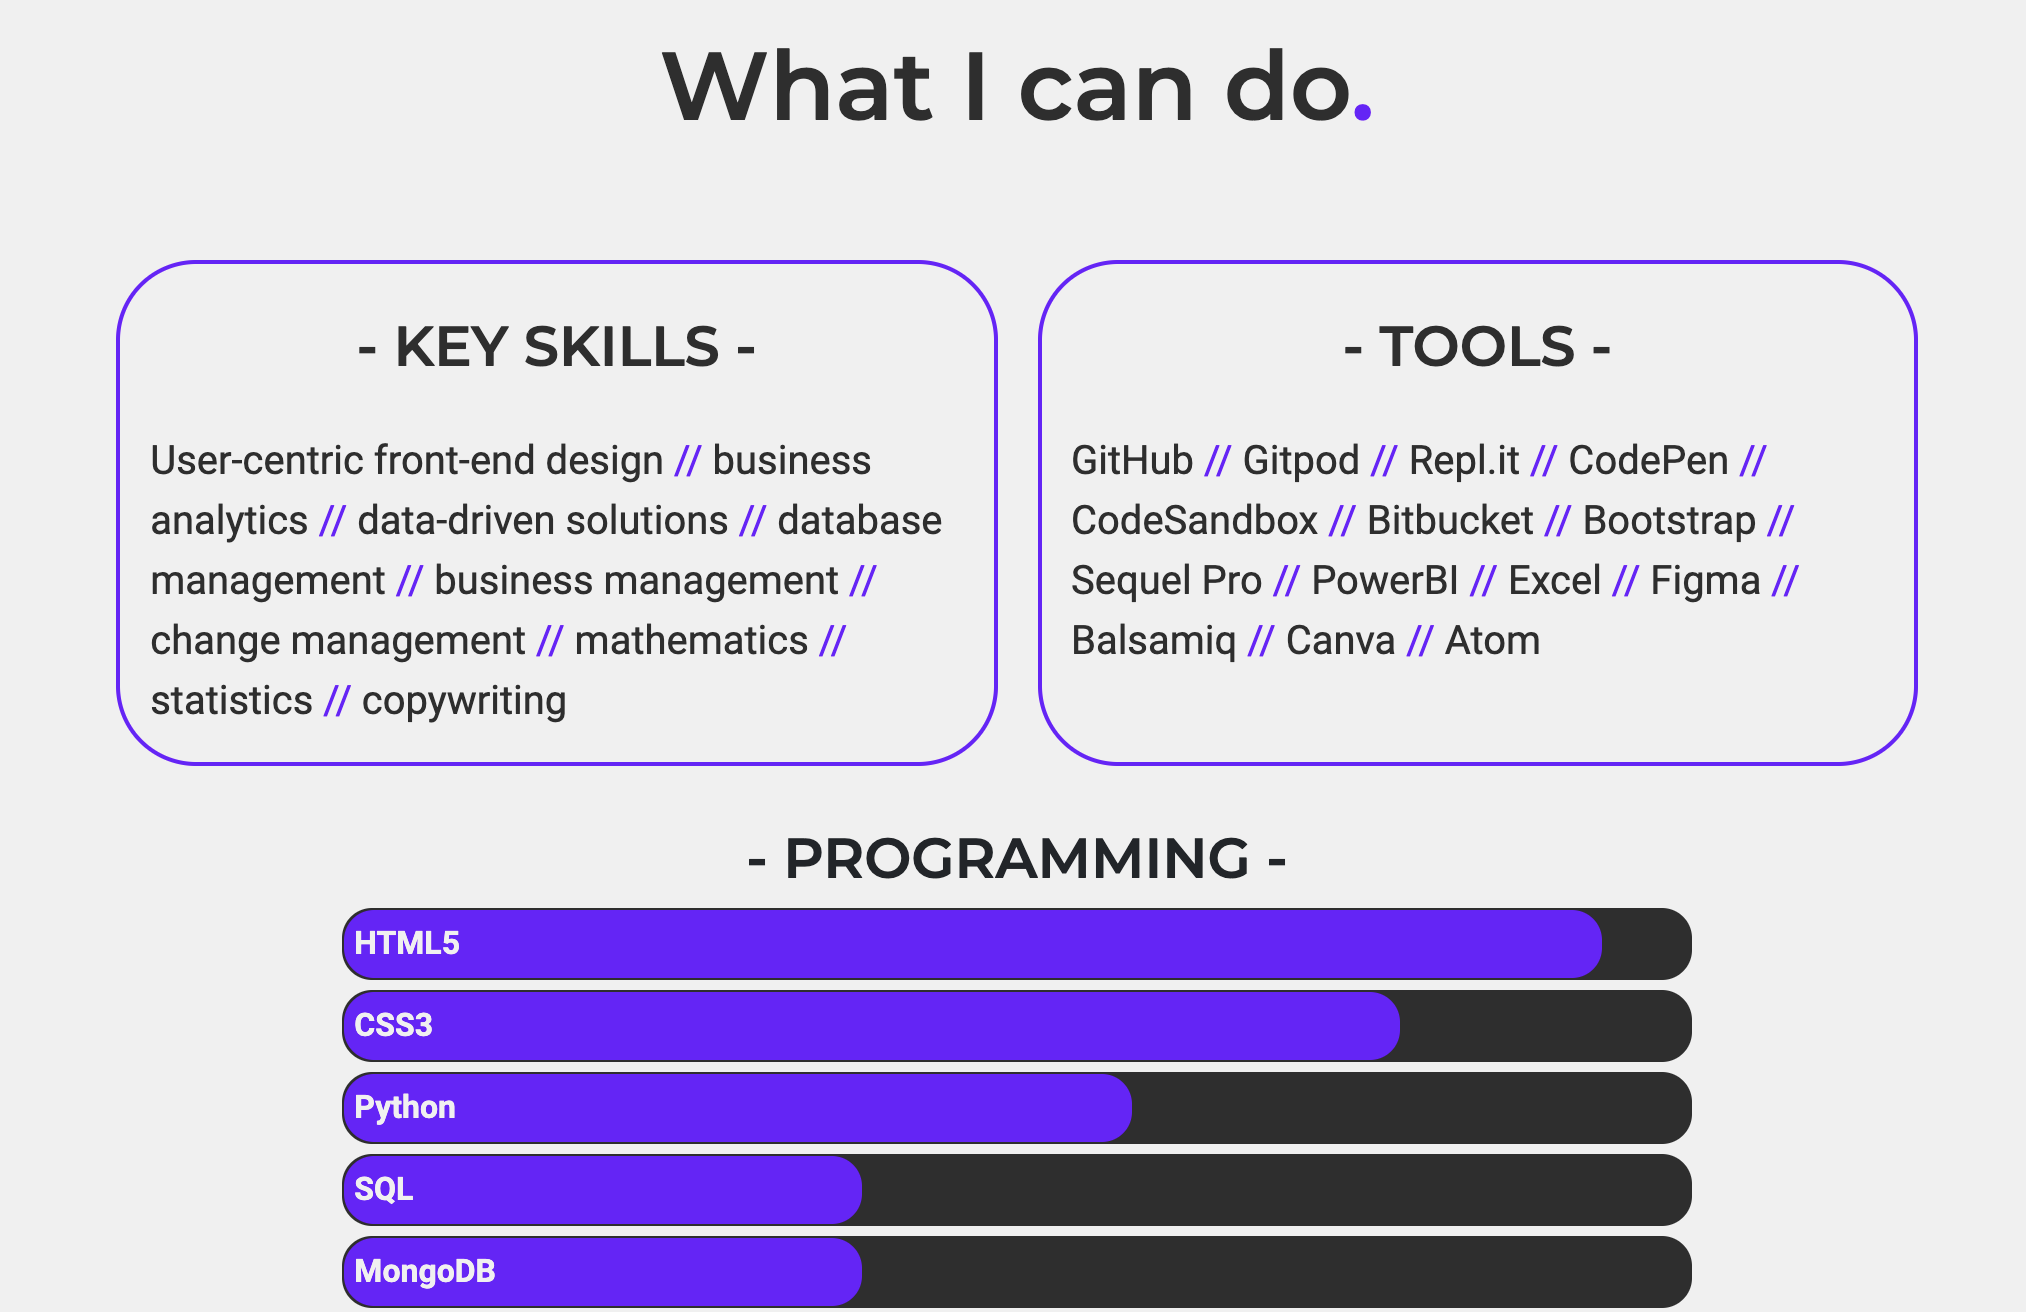 What I can do.
- KEY SKILLS -
User-centric front-end design // business
analytics // data-driven solutions // database
management // business management //
change management // mathematics //
statistics // copywriting
- TOOLS -
GitHub // Gitpod // Repl.it // CodePen //
CodeSandbox // Bitbucket // Bootstrap //
Sequel Pro // PowerBI // Excel // Figma //
Balsamiq // Canva // Atom
- PROGRAMMING -
HTML5
CSS3
Python
SQL
MongoDB